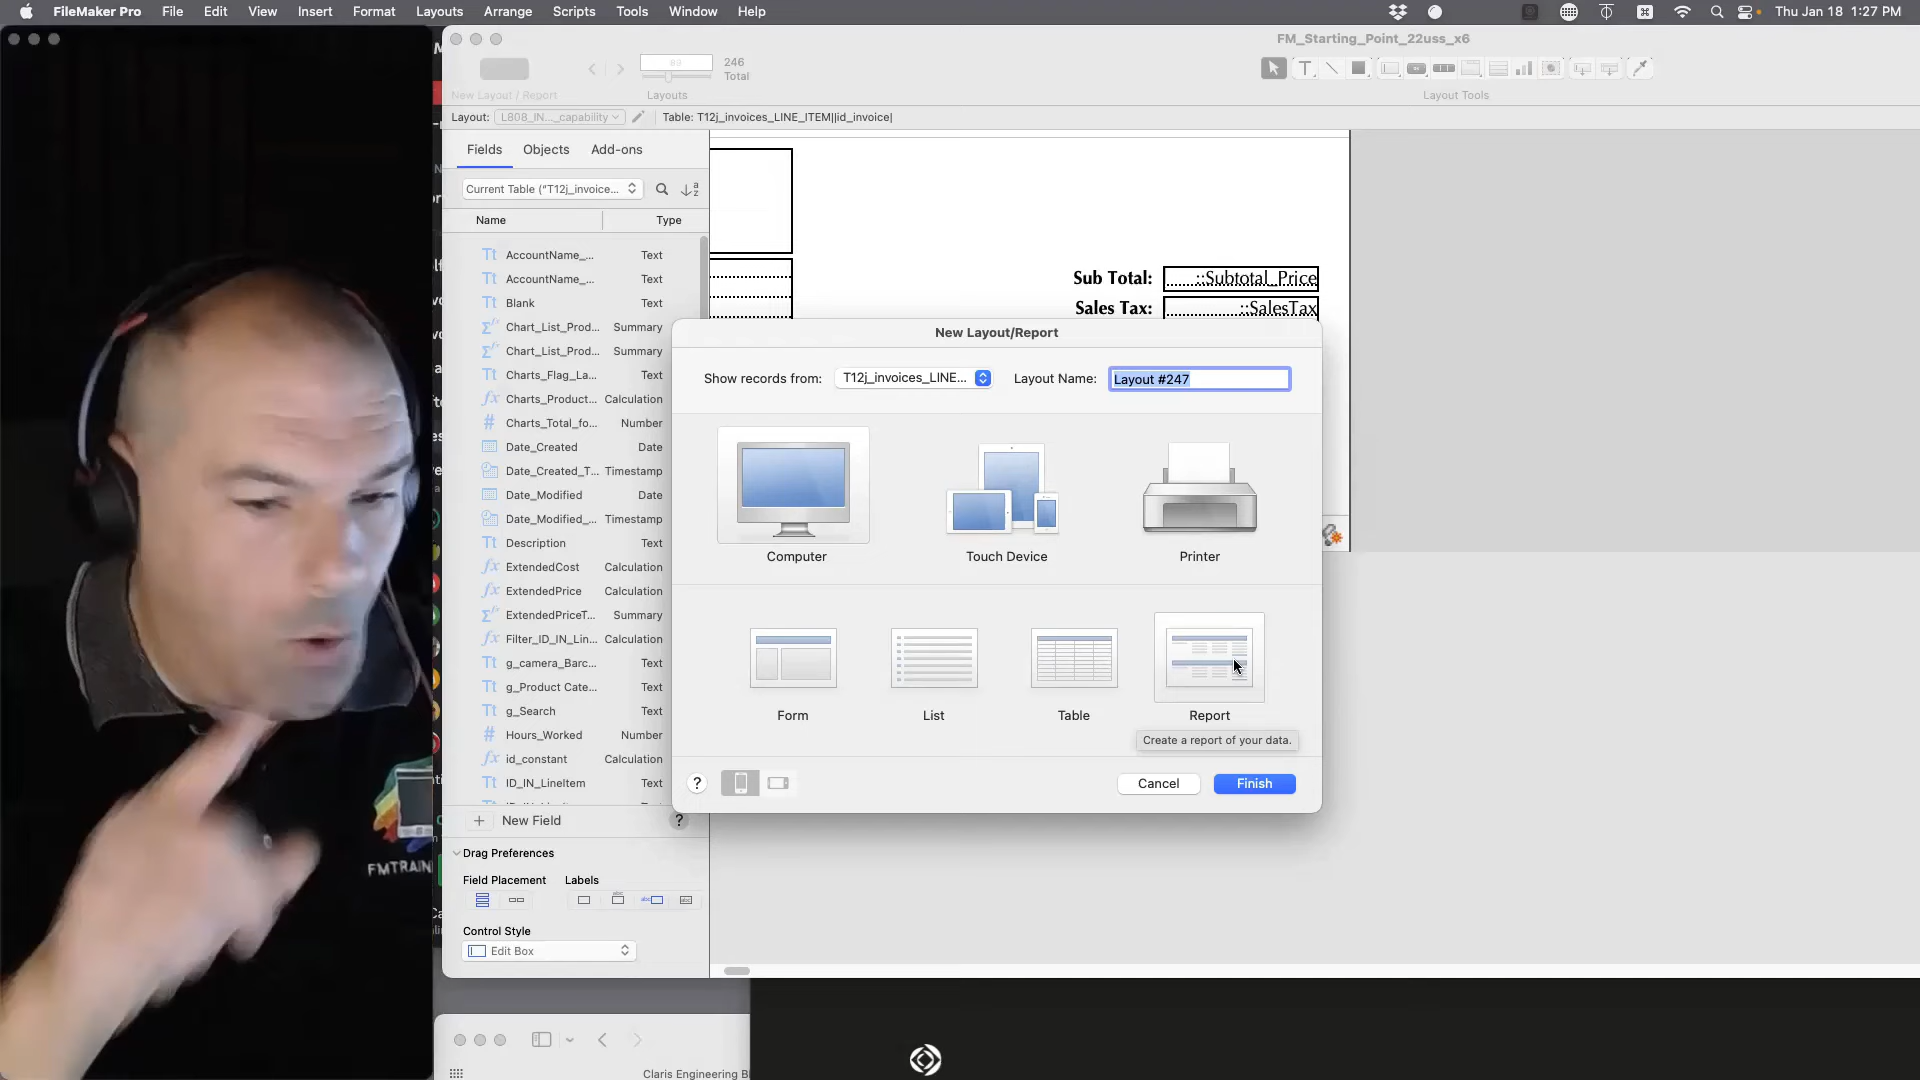 FileMaker Pro File Edit View Insert Format Layouts Arrange Scripts Tools Window Help Thu Jan 18 1:27 PM
FM_Starting_Point_22uss_x6
89
246
Total
New Layout / Report
Layouts
Layout Tools
Layout: L808_IN..._capability Table: T12j_invoices_LINE_ITEM||id_invoice|
Fields Objects Add-ons
Current Table ("T12j_invoice...
Name Type
AccountName_... Text
AccountName_... Text
Blank Text
Chart_List_Prod... Summary
Chart_List_Prod... Summary
Charts_Flag_La... Text
Charts_Product... Calculation
Charts_Total_fo... Number
Date_Created Date
Date_Created_T... Timestamp
Date_Modified Date
Date_Modified_... Timestamp
Description Text
ExtendedCost Calculation
ExtendedPrice Calculation
ExtendedPriceT... Summary
Filter_ID_IN_Lin... Calculation
g_camera_Barc... Text
g_Product Cate... Text
g_Search Text
Hours_Worked Number
id_constant Calculation
ID_IN_LineItem Text
New Field ?
Drag Preferences
Field Placement Labels
Control Style
Edit Box
Sub Total: ::Subtotal_Price
Sales Tax: ::SalesTax
New Layout/Report
Show records from: T12j_invoices_LINE... Layout Name: Layout #247
Computer Touch Device Printer
Form List Table Report
Create a report of your data.
? Cancel Finish
FMTRAIN
Claris Engineering B